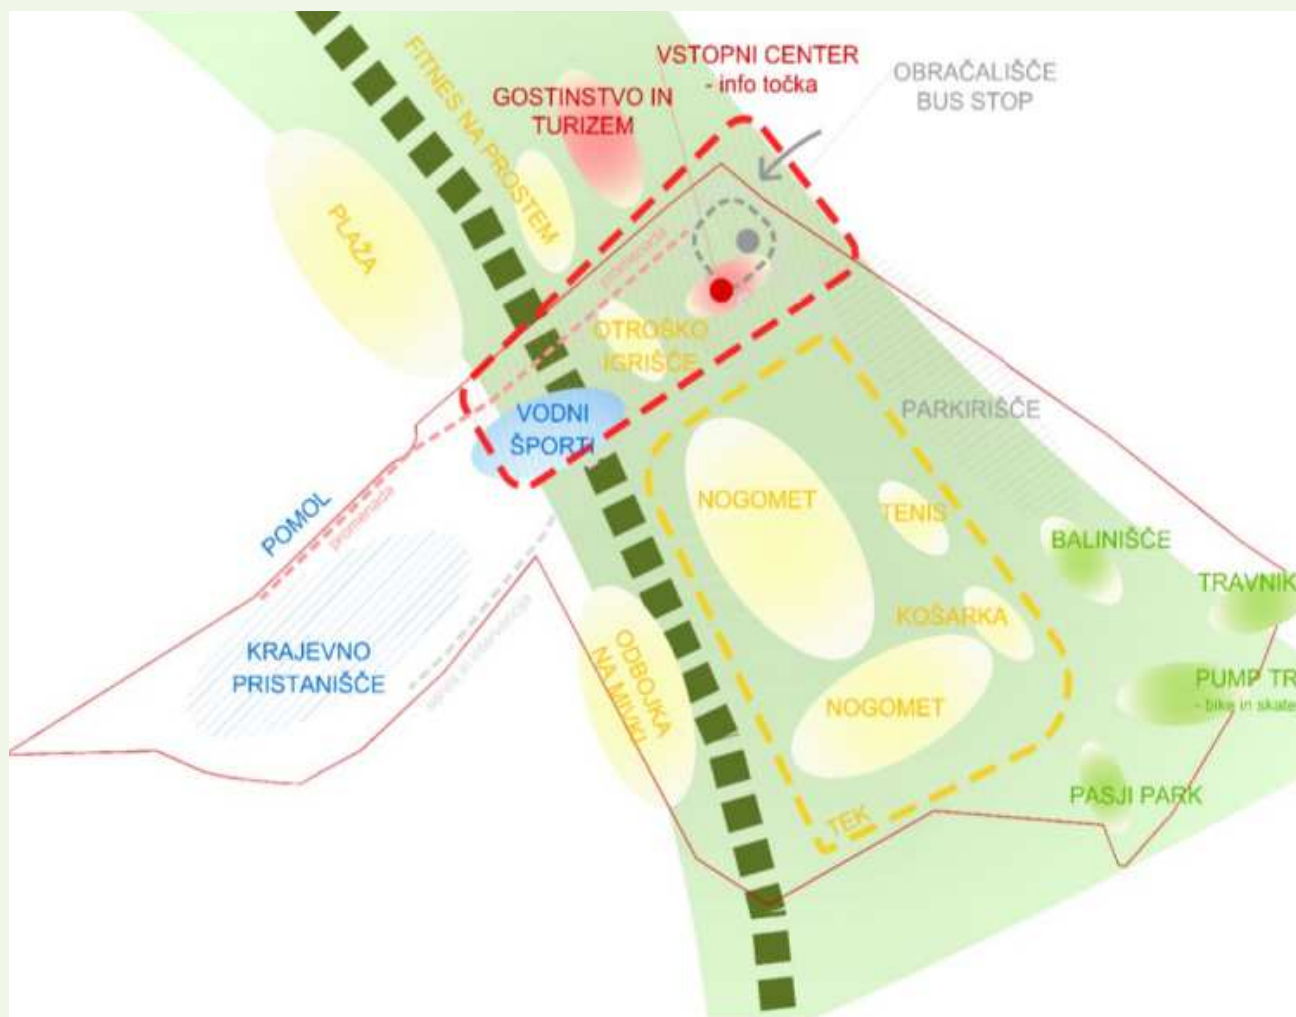 VSTOPNI CENTER
- info točka
OBRAČALIŠČE
BUS STOP
GOSTINSTVO IN
TURIZEM
FITNES NA PROSTEM
PLAŽA
promenada
OTROŠKO
IGRIŠČE
VODNI
ŠPORTI
PARKIRIŠČE
POMOL
promenada
NOGOMET
TENIS
BALINIŠČE
TRAVNIK
KOŠARKA
KRAJEVNO
PRISTANIŠČE
ODBOJKA
NA MIVKI
NOGOMET
PUMP TR
- bike in skate
PASJI PARK
TEK